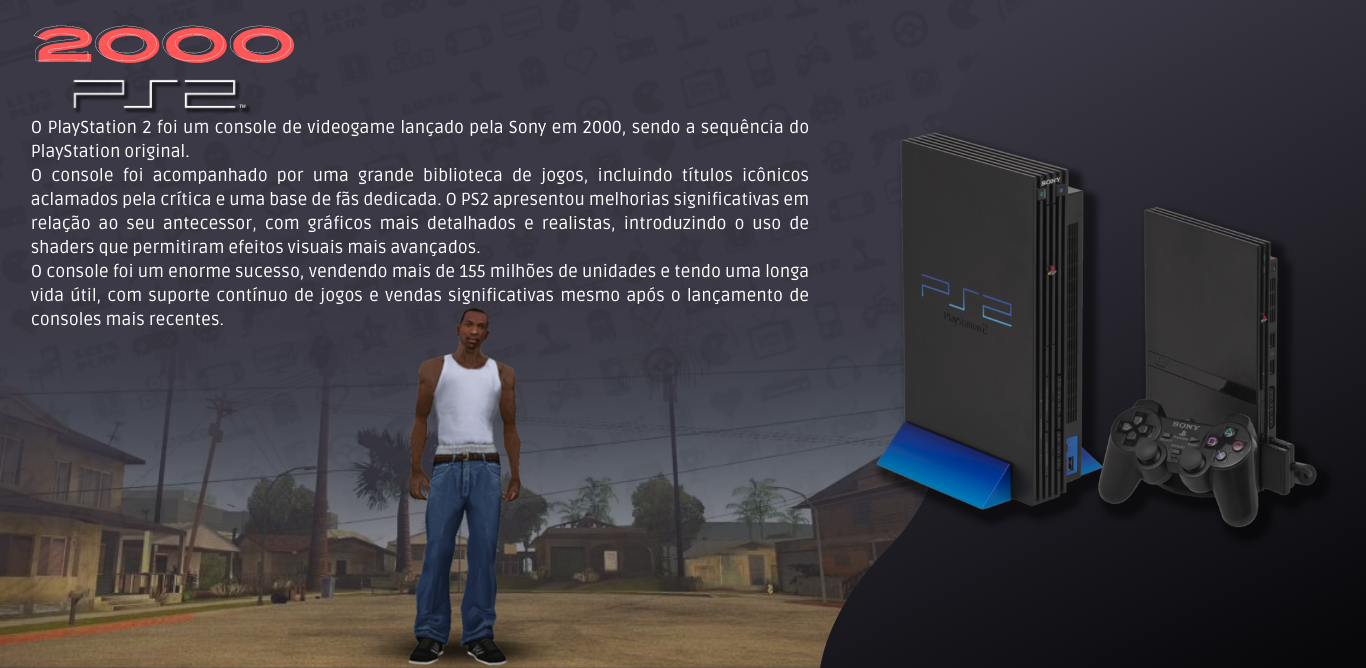 2000
PS2™
O PlayStation 2 foi um console de videogame lançado pela Sony em 2000, sendo a sequência do
PlayStation original.
O console foi acompanhado por uma grande biblioteca de jogos, incluindo títulos icônicos
aclamados pela crítica e uma base de fãs dedicada. O PS2 apresentou melhorias significativas em
relação ao seu antecessor, com gráficos mais detalhados e realistas, introduzindo o uso de
shaders que permitiram efeitos visuais mais avançados.
O console foi um enorme sucesso, vendendo mais de 155 milhões de unidades e tendo uma longa
vida útil, com suporte contínuo de jogos e vendas significativas mesmo após o lançamento de
consoles mais recentes.
SONY
PS2
PlayStation 2
SONY